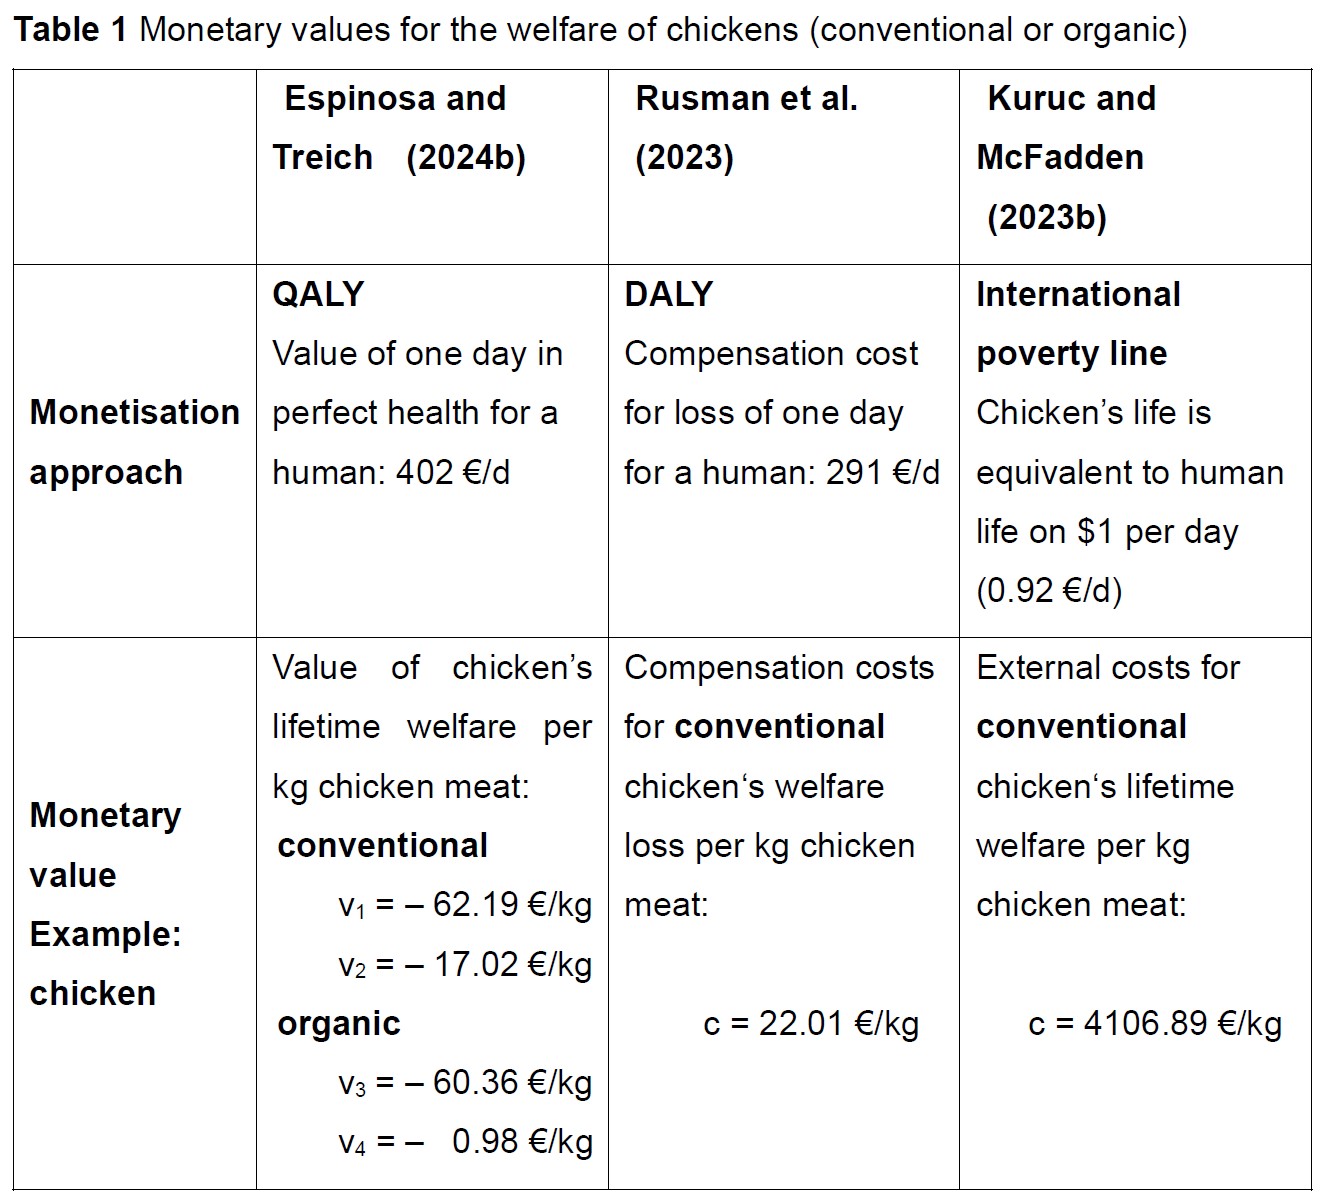 Table 1 Monetary values for the welfare of chickens (conventional or organic)
Espinosa and
Treich (2024b)
Rusman et al.
(2023)
Kuruc and
McFadden
(2023b)
Monetisation
approach
QALY
Value of one day in
perfect health for a
human: 402 €/d
DALY
Compensation cost
for loss of one day
for a human: 291 €/d
International
poverty line
Chicken’s life is
equivalent to human
life on $1 per day
(0.92 €/d)
Monetary
value
Example:
chicken
Value of chicken’s
lifetime welfare per
kg chicken meat:
conventional
v₁ = – 62.19 €/kg
v₂ = – 17.02 €/kg
organic
v₃ = – 60.36 €/kg
v₄ = – 0.98 €/kg
Compensation costs
for conventional
chicken‘s welfare
loss per kg chicken
meat:
c = 22.01 €/kg
External costs for
conventional
chicken‘s lifetime
welfare per kg
chicken meat:
c = 4106.89 €/kg